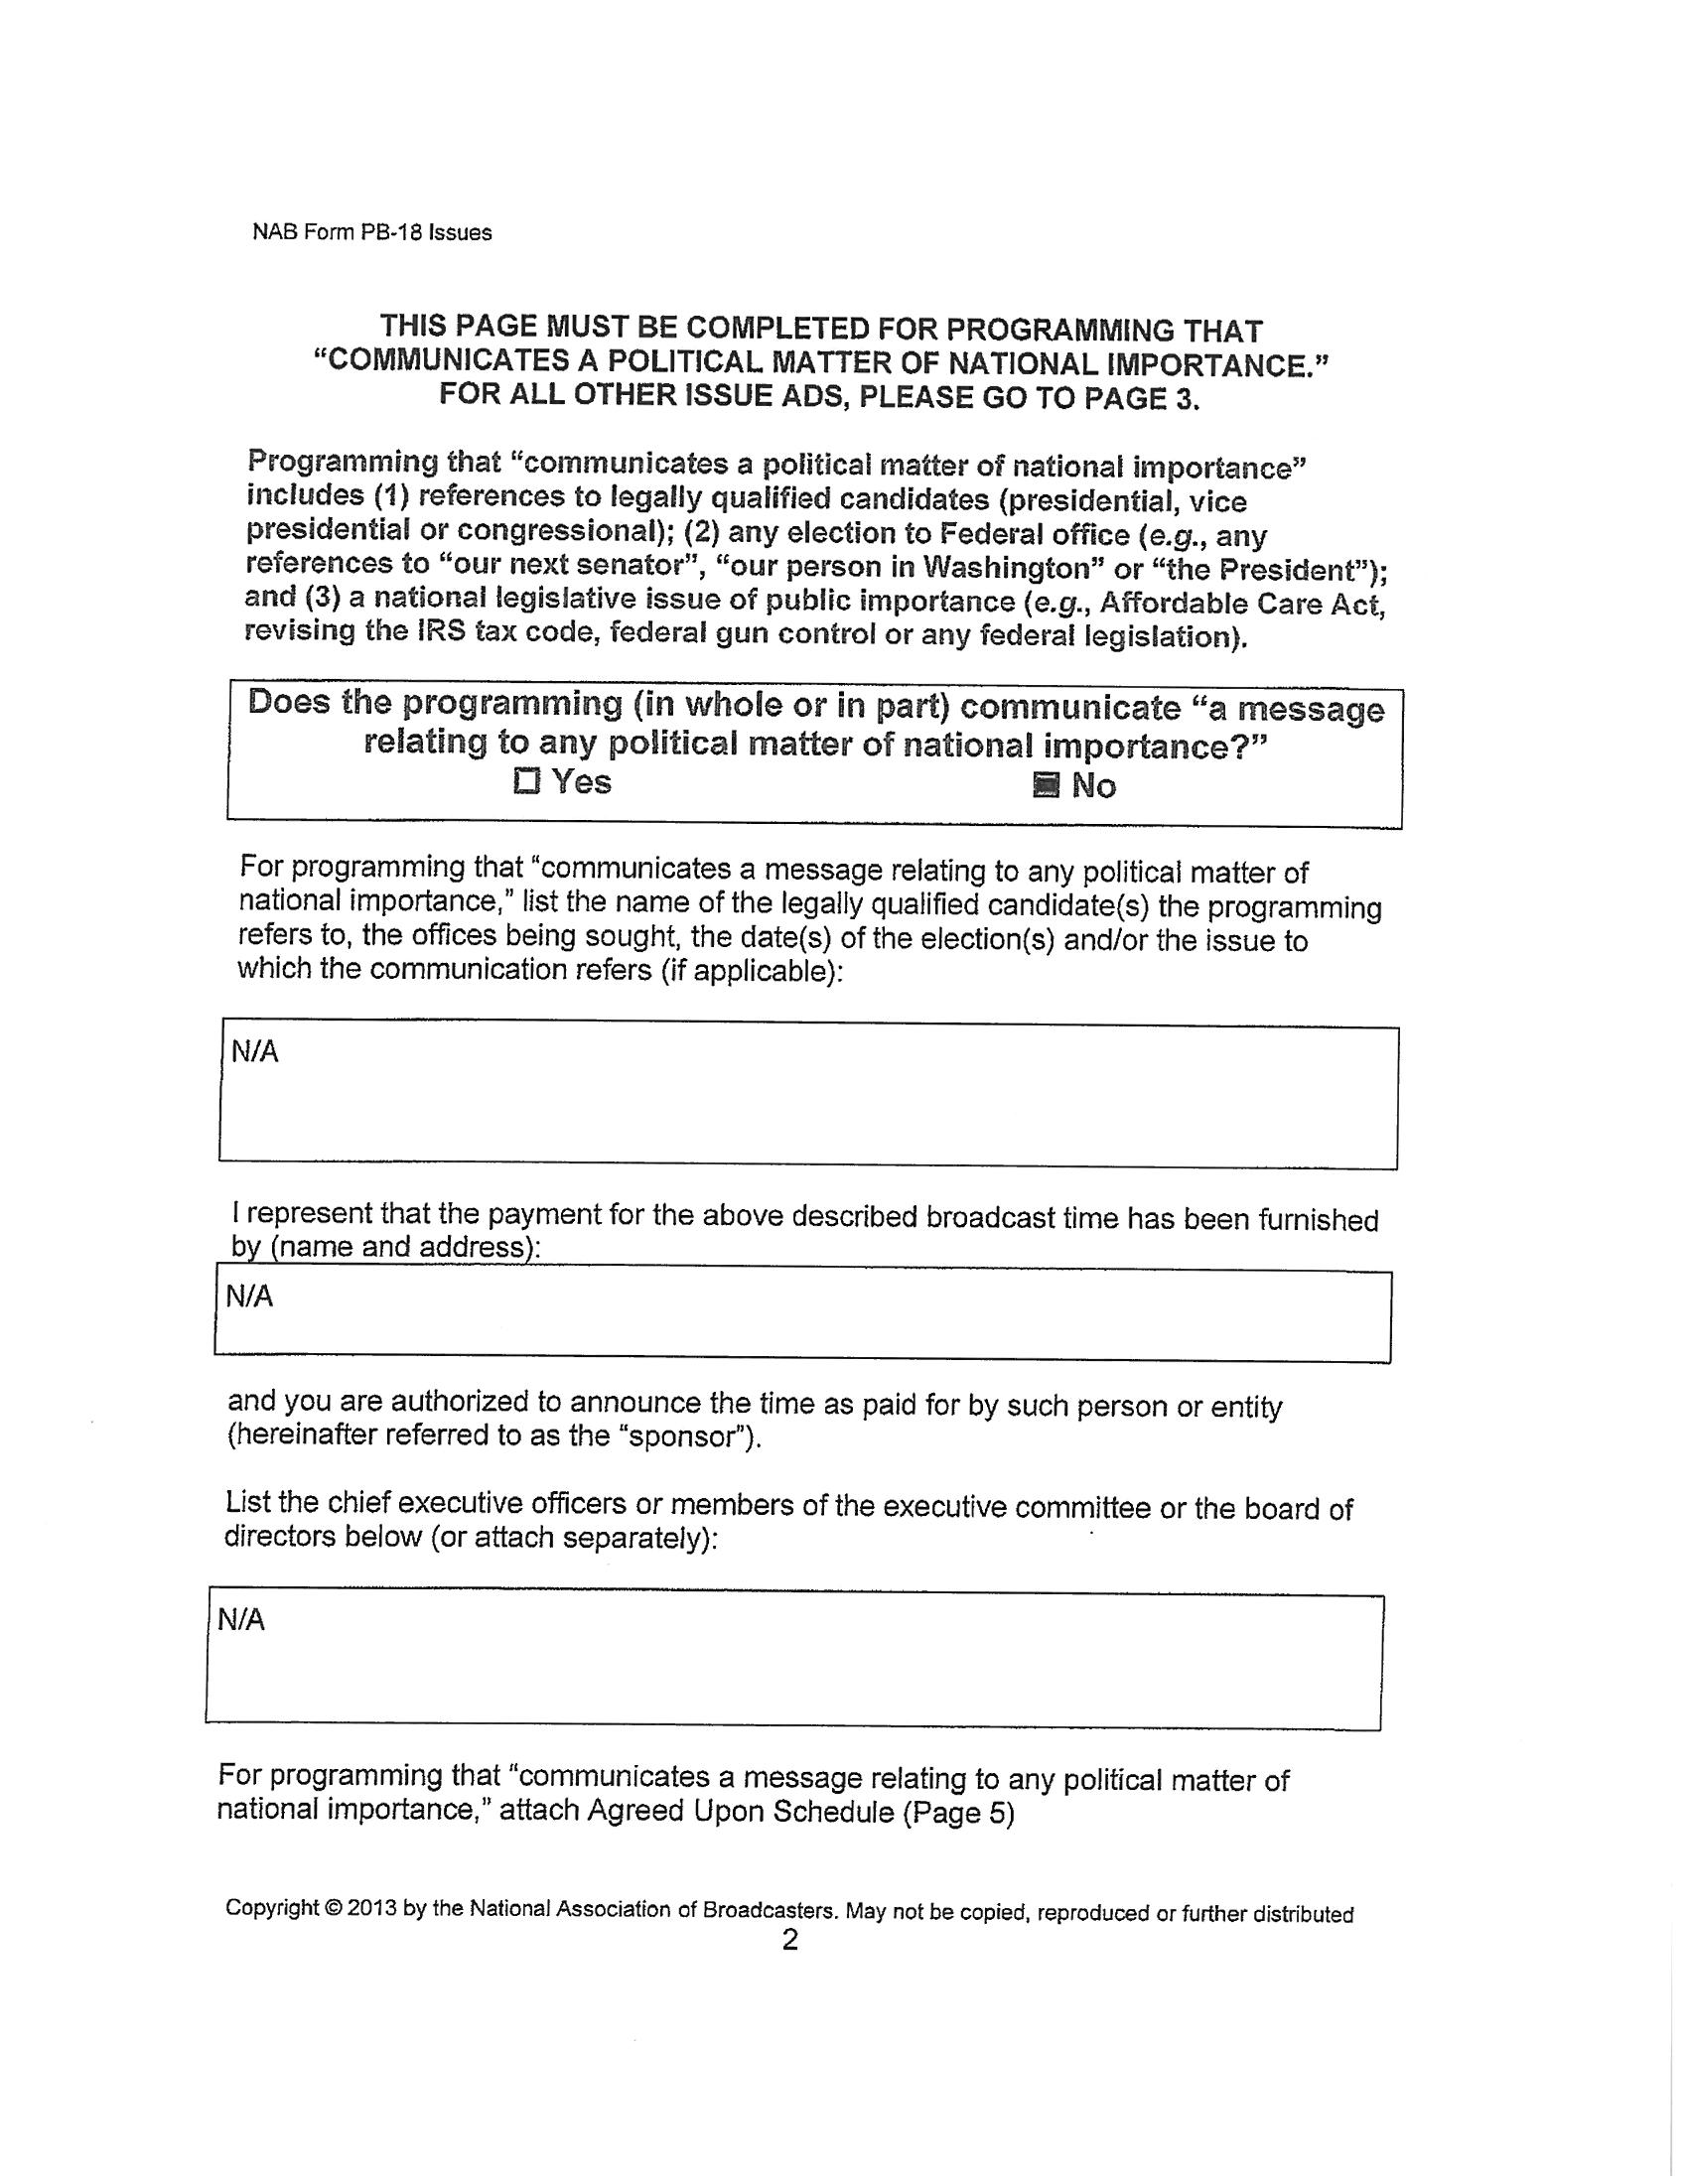 NAB Form PB-18 Issues
THIS PAGE MUST BE COMPLETED FOR PROGRAMMING THAT
“COMMUNICATES A POLITICAL MATTER OF NATIONAL IMPORTANCE.”
FOR ALL OTHER ISSUE ADS, PLEASE GO TO PAGE 3.
Programming that “communicates a political matter of national importance”
includes (1) references to legally qualified candidates (presidential, vice
presidential or congressional); (2) any election to Federal office (e.g., any
references to “our next senator”, “our person in Washington” or “the President”);
and (3) a national legislative issue of public importance (e.g., Affordable Care Act,
revising the IRS tax code, federal gun control or any federal legislation).
Does the programming (in whole or in part) communicate “a message
relating to any political matter of national importance?”
☐ Yes ☒ No
For programming that “communicates a message relating to any political matter of
national importance,” list the name of the legally qualified candidate(s) the programming
refers to, the offices being sought, the date(s) of the election(s) and/or the issue to
which the communication refers (if applicable):
N/A
I represent that the payment for the above described broadcast time has been furnished
by (name and address):
N/A
and you are authorized to announce the time as paid for by such person or entity
(hereinafter referred to as the “sponsor”).
List the chief executive officers or members of the executive committee or the board of
directors below (or attach separately):
N/A
For programming that “communicates a message relating to any political matter of
national importance,” attach Agreed Upon Schedule (Page 5)
Copyright © 2013 by the National Association of Broadcasters. May not be copied, reproduced or further distributed
2